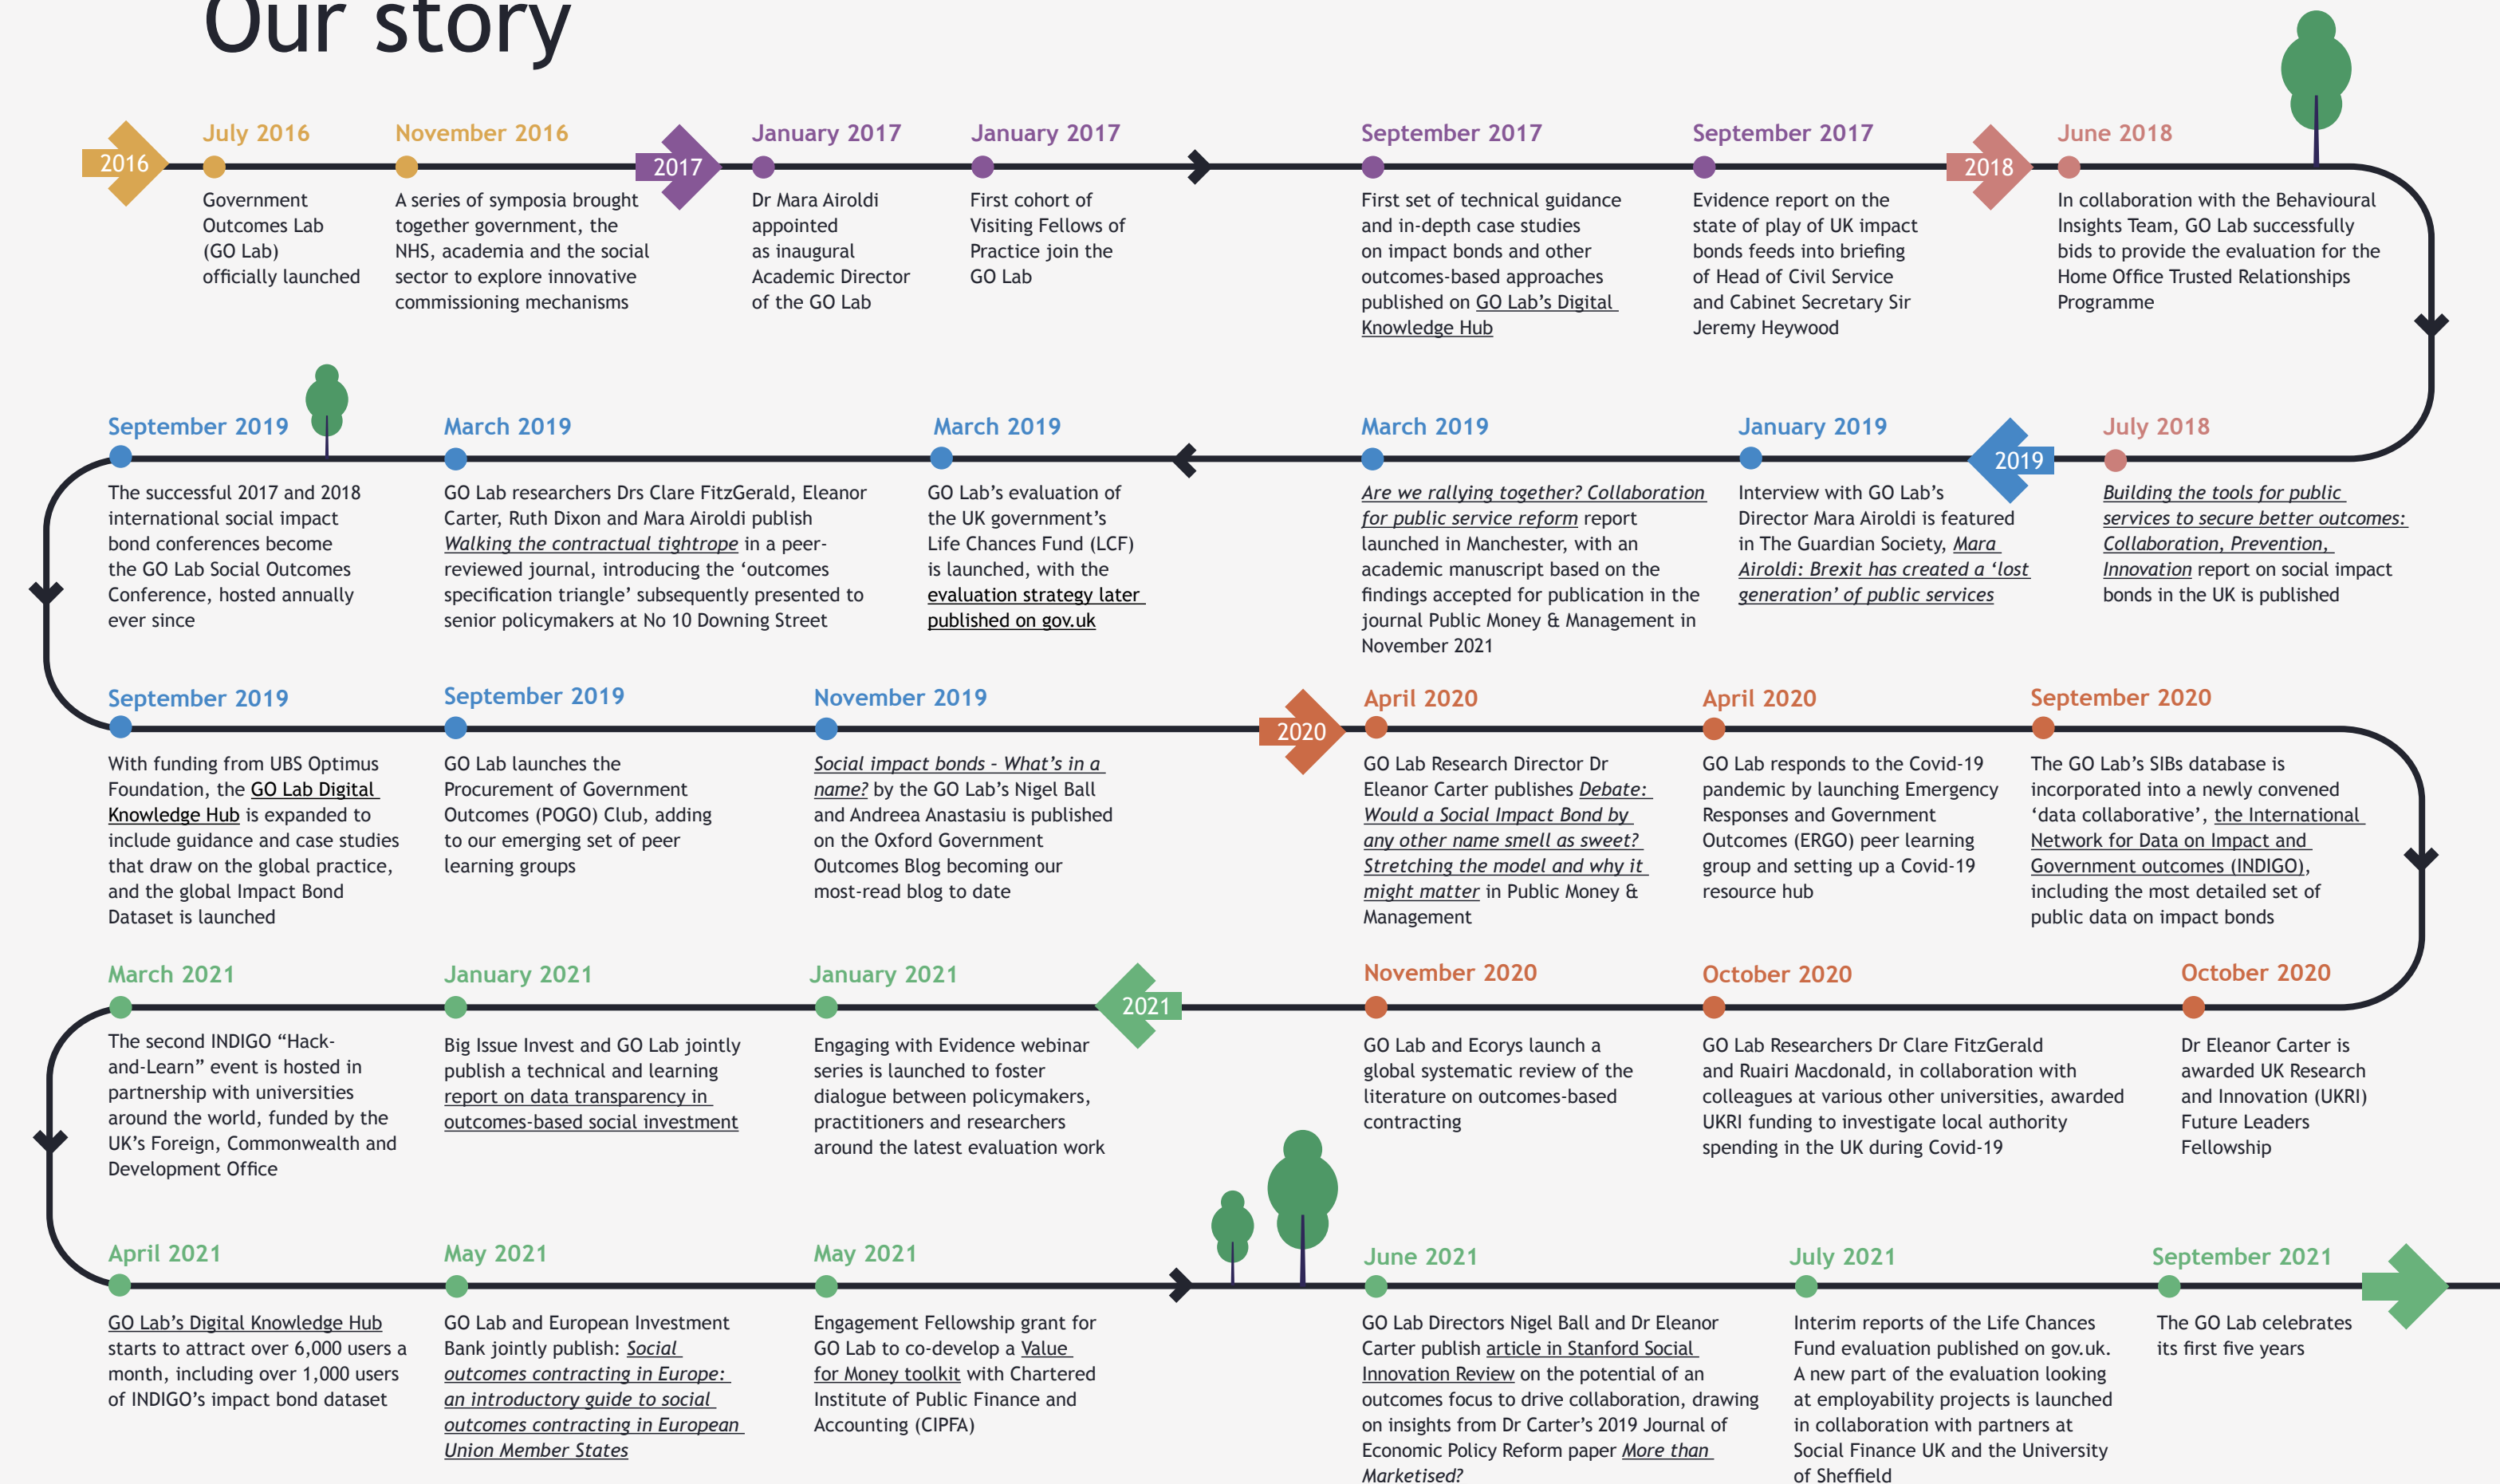 Our story
2016
July 2016
Government
Outcomes Lab
(GO Lab)
officially launched
November 2016
A series of symposia brought
together government, the
NHS, academia and the social
sector to explore innovative
commissioning mechanisms
2017
January 2017
Dr Mara Airoldi
appointed
as inaugural
Academic Director
of the GO Lab
January 2017
First cohort of
Visiting Fellows of
Practice join the
GO Lab
September 2017
First set of technical guidance
and in-depth case studies
on impact bonds and other
outcomes-based approaches
published on GO Lab’s Digital
Knowledge Hub
September 2017
Evidence report on the
state of play of UK impact
bonds feeds into briefing
of Head of Civil Service
and Cabinet Secretary Sir
Jeremy Heywood
2018
June 2018
In collaboration with the Behavioural
Insights Team, GO Lab successfully
bids to provide the evaluation for the
Home Office Trusted Relationships
Programme
July 2018
Building the tools for public
services to secure better outcomes:
Collaboration, Prevention,
Innovation report on social impact
bonds in the UK is published
2019
January 2019
Interview with GO Lab’s
Director Mara Airoldi is featured
in The Guardian Society, Mara
Airoldi: Brexit has created a ‘lost
generation’ of public services
March 2019
Are we rallying together? Collaboration
for public service reform report
launched in Manchester, with an
academic manuscript based on the
findings accepted for publication in the
journal Public Money & Management in
November 2021
March 2019
GO Lab’s evaluation of
the UK government’s
Life Chances Fund (LCF)
is launched, with the
evaluation strategy later
published on gov.uk
March 2019
GO Lab researchers Drs Clare FitzGerald, Eleanor
Carter, Ruth Dixon and Mara Airoldi publish
Walking the contractual tightrope in a peer-
reviewed journal, introducing the ‘outcomes
specification triangle’ subsequently presented to
senior policymakers at No 10 Downing Street
September 2019
The successful 2017 and 2018
international social impact
bond conferences become
the GO Lab Social Outcomes
Conference, hosted annually
ever since
September 2019
With funding from UBS Optimus
Foundation, the GO Lab Digital
Knowledge Hub is expanded to
include guidance and case studies
that draw on the global practice,
and the global Impact Bond
Dataset is launched
September 2019
GO Lab launches the
Procurement of Government
Outcomes (POGO) Club, adding
to our emerging set of peer
learning groups
November 2019
Social impact bonds – What’s in a
name? by the GO Lab’s Nigel Ball
and Andreea Anastasiu is published
on the Oxford Government
Outcomes Blog becoming our
most-read blog to date
2020
April 2020
GO Lab Research Director Dr
Eleanor Carter publishes Debate:
Would a Social Impact Bond by
any other name smell as sweet?
Stretching the model and why it
might matter in Public Money &
Management
April 2020
GO Lab responds to the Covid-19
pandemic by launching Emergency
Responses and Government
Outcomes (ERGO) peer learning
group and setting up a Covid-19
resource hub
September 2020
The GO Lab’s SIBs database is
incorporated into a newly convened
‘data collaborative’, the International
Network for Data on Impact and
Government outcomes (INDIGO),
including the most detailed set of
public data on impact bonds
October 2020
Dr Eleanor Carter is
awarded UK Research
and Innovation (UKRI)
Future Leaders
Fellowship
October 2020
GO Lab Researchers Dr Clare FitzGerald
and Ruairi Macdonald, in collaboration with
colleagues at various other universities, awarded
UKRI funding to investigate local authority
spending in the UK during Covid-19
November 2020
GO Lab and Ecorys launch a
global systematic review of the
literature on outcomes-based
contracting
2021
January 2021
Engaging with Evidence webinar
series is launched to foster
dialogue between policymakers,
practitioners and researchers
around the latest evaluation work
January 2021
Big Issue Invest and GO Lab jointly
publish a technical and learning
report on data transparency in
outcomes-based social investment
March 2021
The second INDIGO “Hack-
and-Learn” event is hosted in
partnership with universities
around the world, funded by the
UK’s Foreign, Commonwealth and
Development Office
April 2021
GO Lab’s Digital Knowledge Hub
starts to attract over 6,000 users a
month, including over 1,000 users
of INDIGO’s impact bond dataset
May 2021
GO Lab and European Investment
Bank jointly publish: Social
outcomes contracting in Europe:
an introductory guide to social
outcomes contracting in European
Union Member States
May 2021
Engagement Fellowship grant for
GO Lab to co-develop a Value
for Money toolkit with Chartered
Institute of Public Finance and
Accounting (CIPFA)
June 2021
GO Lab Directors Nigel Ball and Dr Eleanor
Carter publish article in Stanford Social
Innovation Review on the potential of an
outcomes focus to drive collaboration, drawing
on insights from Dr Carter’s 2019 Journal of
Economic Policy Reform paper More than
Marketised?
July 2021
Interim reports of the Life Chances
Fund evaluation published on gov.uk.
A new part of the evaluation looking
at employability projects is launched
in collaboration with partners at
Social Finance UK and the University
of Sheffield
September 2021
The GO Lab celebrates
its first five years